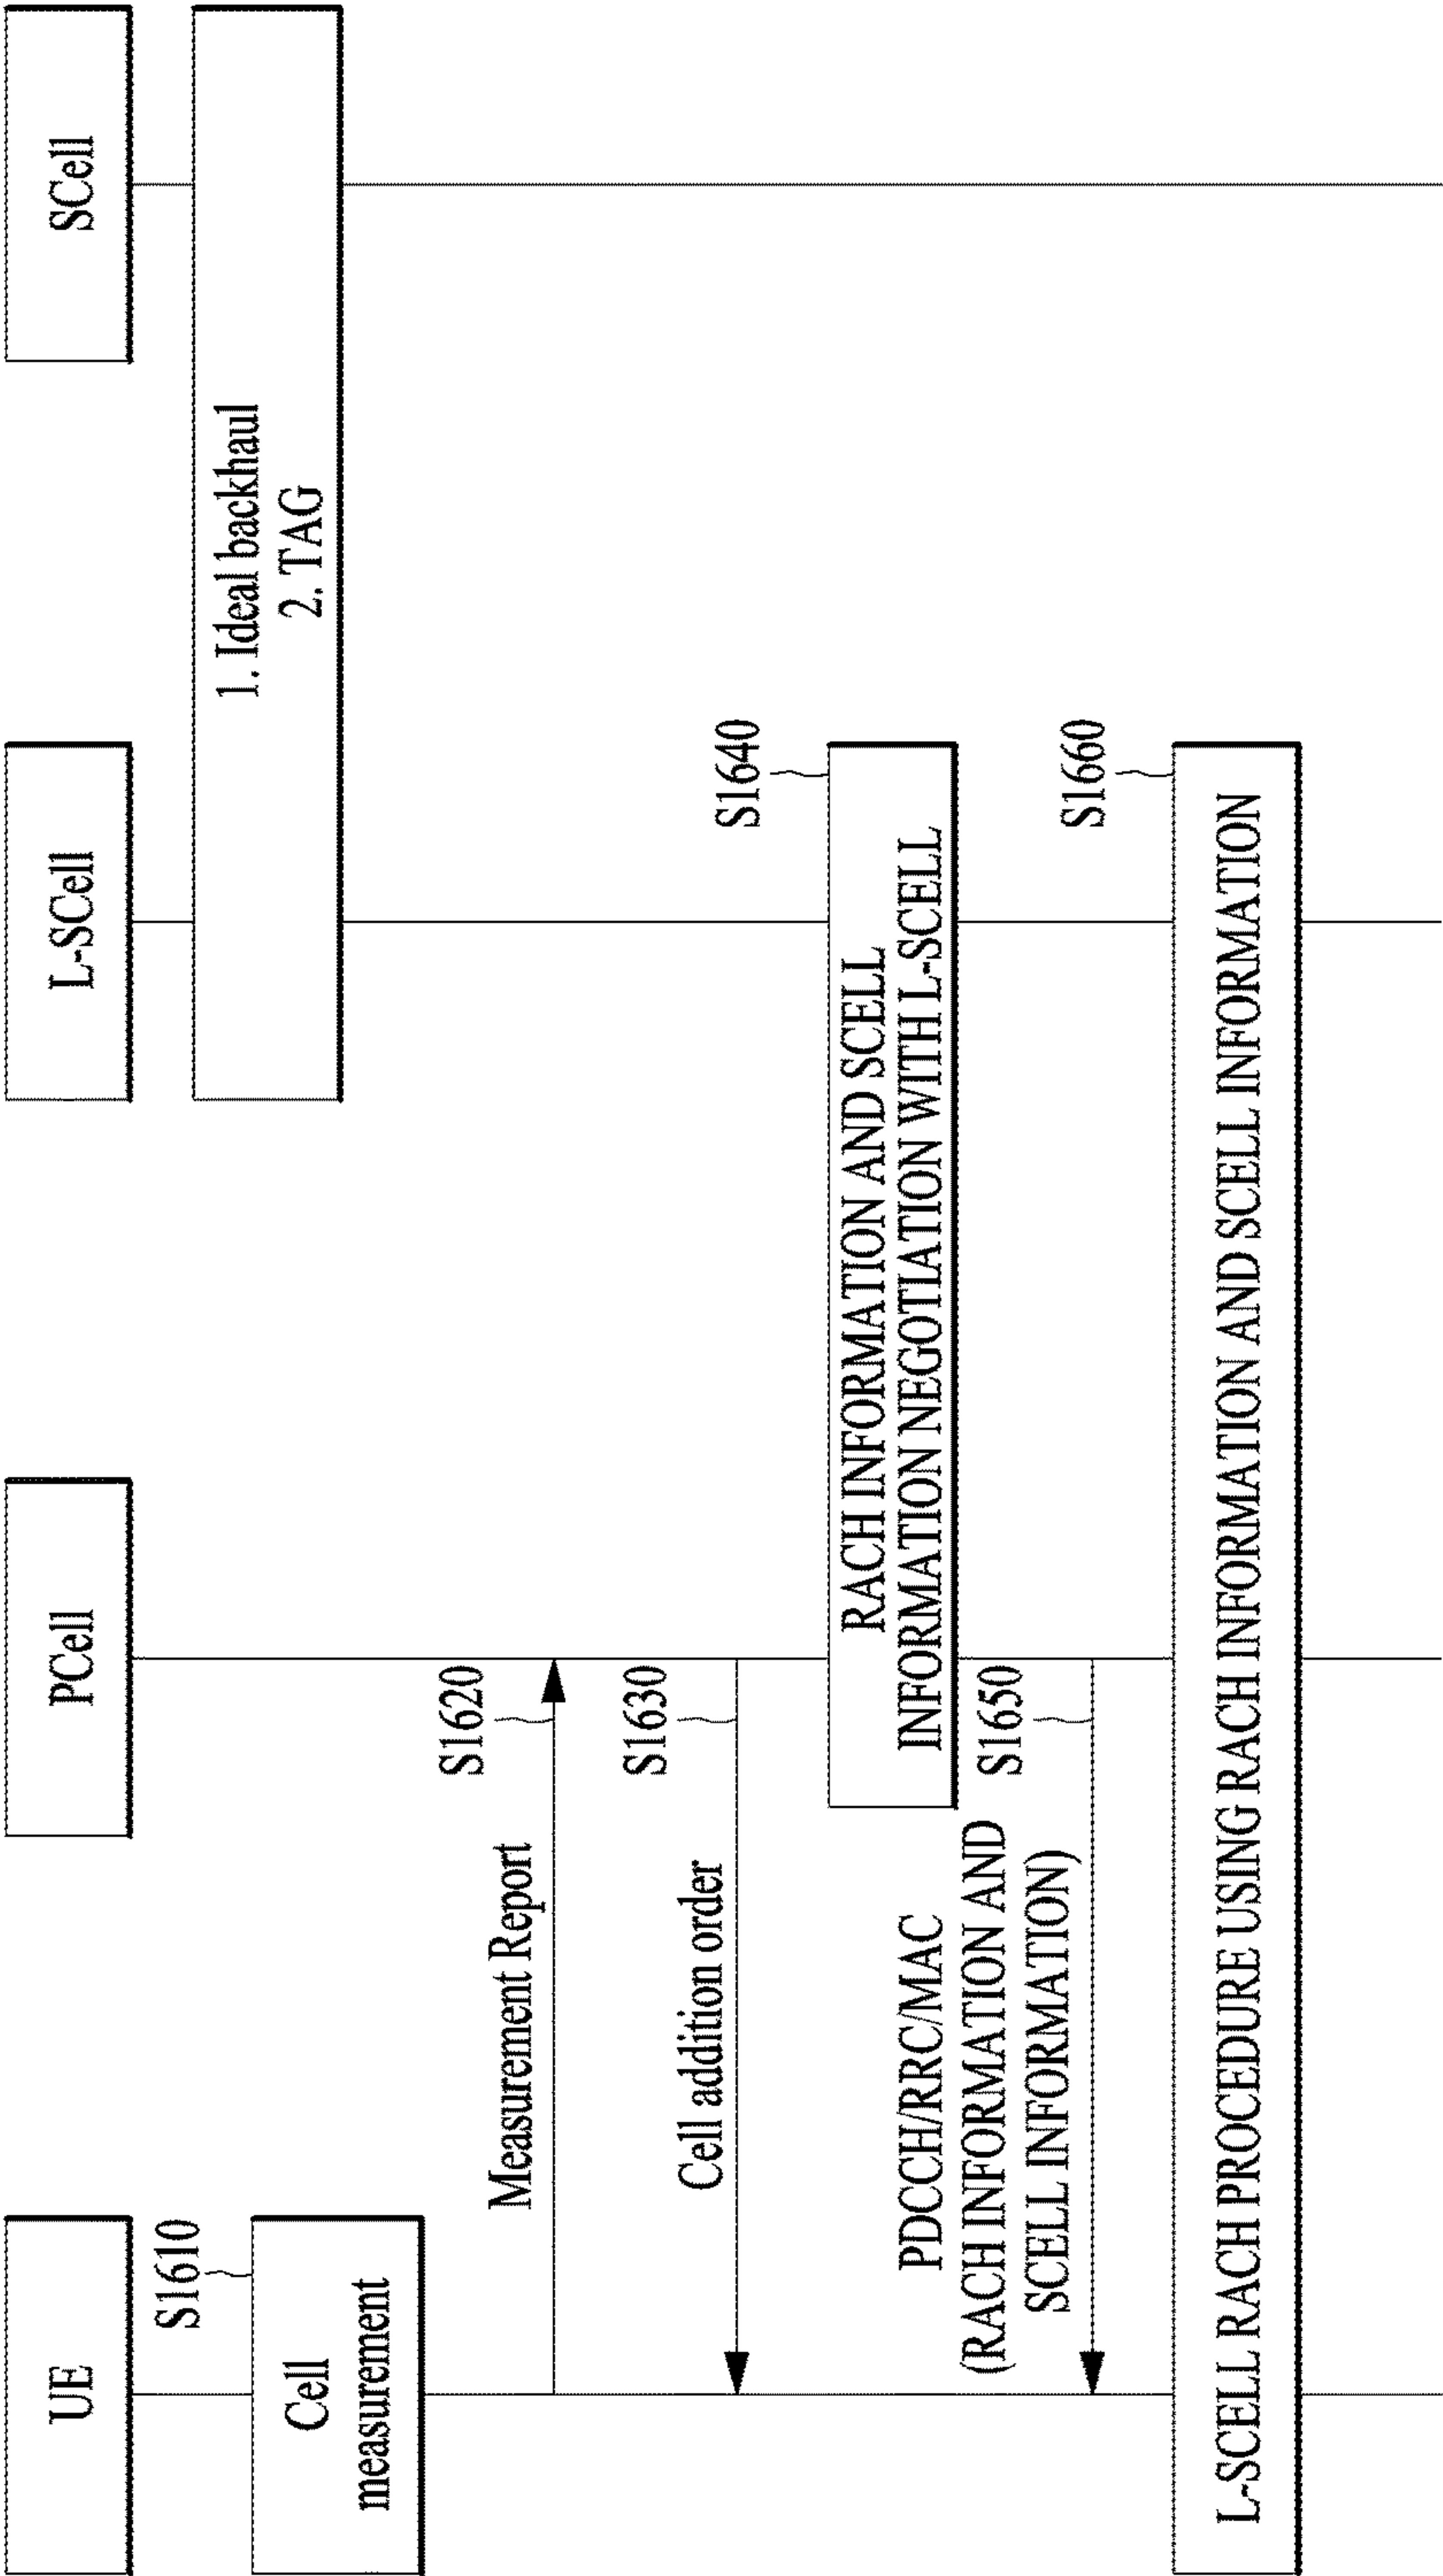 UE
PCell
L-SCell
SCell
S1610
1. Ideal backhaul
2. TAG
Cell
measurement
S1620
Measurement Report
S1630
Cell addition order
S1640
RACH INFORMATION AND SCELL
INFORMATION NEGOTIATION WITH L-SCELL
PDCCH/RRC/MAC
(RACH INFORMATION AND
SCELL INFORMATION)
S1650
S1660
L-SCELL RACH PROCEDURE USING RACH INFORMATION AND SCELL INFORMATION